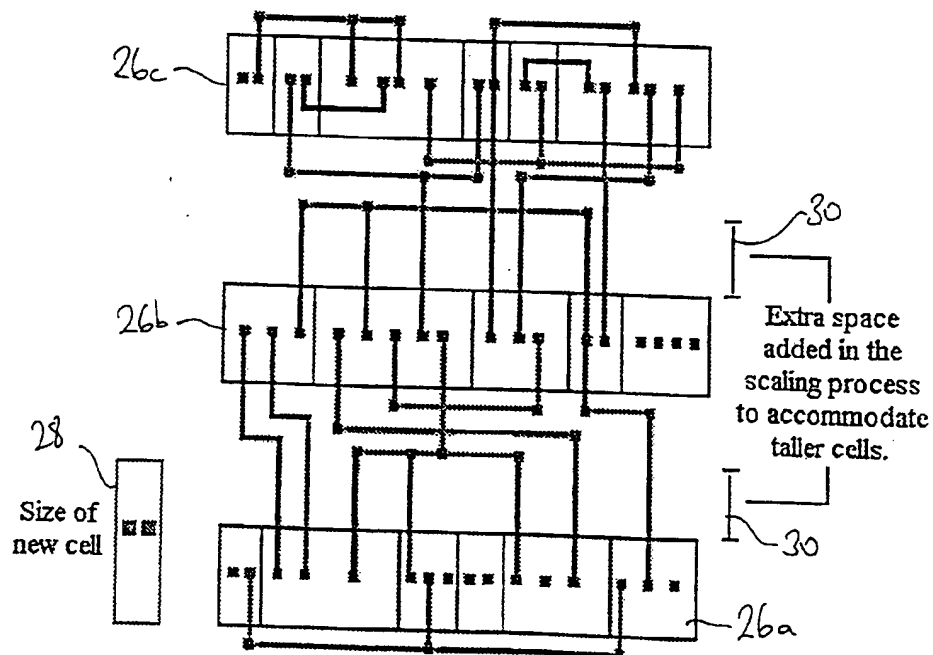 26c
30
26b
Extra space
added in the
scaling process
to accommodate
taller cells.
28
Size of
new cell
30
26a